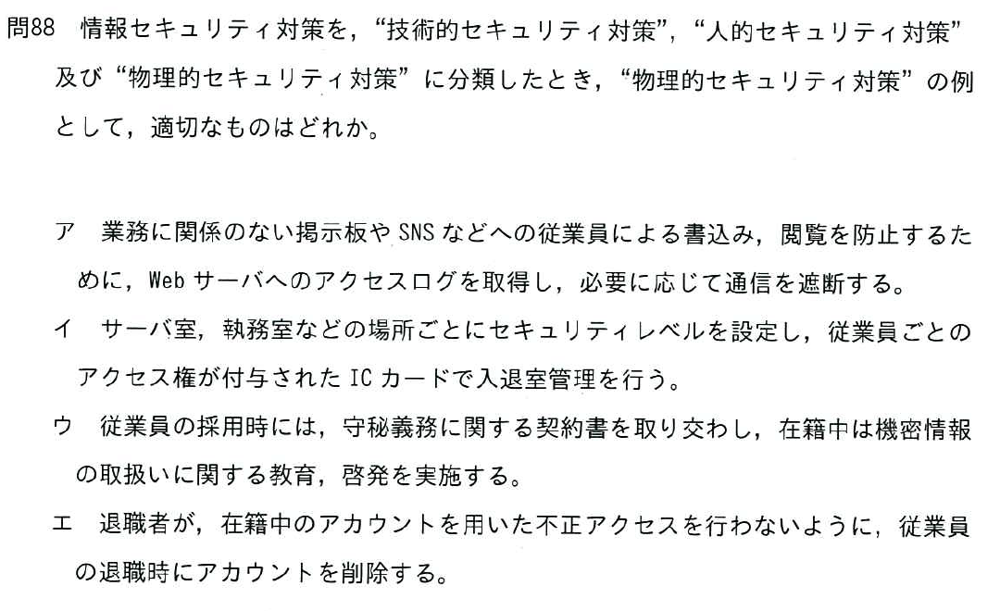 問88　情報セキュリティ対策を，“技術的セキュリティ対策”，“人的セキュリティ対策”
及び“物理的セキュリティ対策”に分類したとき，“物理的セキュリティ対策”の例
として，適切なものはどれか。
ア　業務に関係のない掲示板や SNS などへの従業員による書込み，閲覧を防止するた
めに，Web サーバへのアクセスログを取得し，必要に応じて通信を遮断する。
イ　サーバ室，執務室などの場所ごとにセキュリティレベルを設定し，従業員ごとの
アクセス権が付与された IC カードで入退室管理を行う。
ウ　従業員の採用時には，守秘義務に関する契約書を取り交わし，在籍中は機密情報
の取扱いに関する教育，啓発を実施する。
エ　退職者が，在籍中のアカウントを用いた不正アクセスを行わないように，従業員
の退職時にアカウントを削除する。